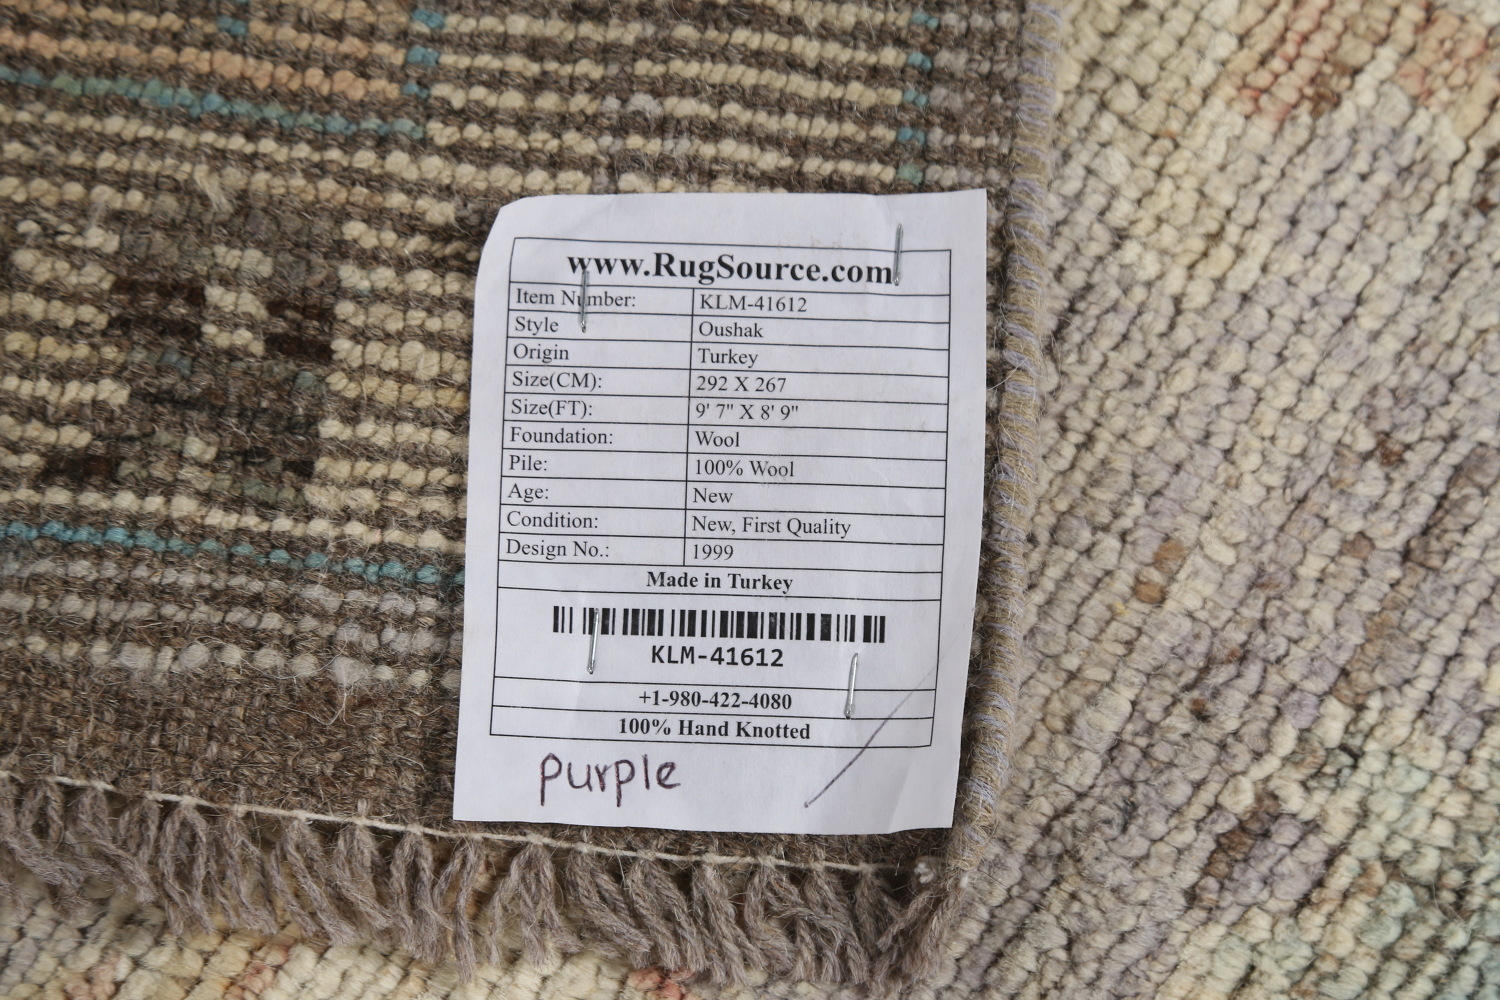 www.RugSource.com
Item Number: KLM-41612
Style Oushak
Origin Turkey
Size(CM): 292 X 267
Size(FT): 9' 7" X 8' 9"
Foundation: Wool
Pile: 100% Wool
Age: New
Condition: New, First Quality
Design No.: 1999
Made in Turkey
KLM-41612
+1-980-422-4080
100% Hand Knotted
purple